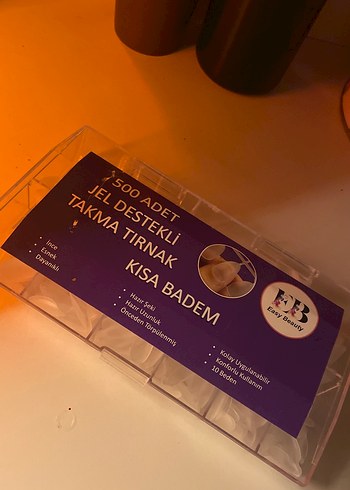 500 ADET
JEL DESTEKLİ
TAKMA TIRNAK
KISA BADEM
İnce
Esnek
Dayanıklı
Hazır Şekil
Hazır Uzunluk
Önceden Törpülenmiş
Kolay Uygulanabilir
Konforlu Kullanım
10 Beden
EB
Easy Beauty